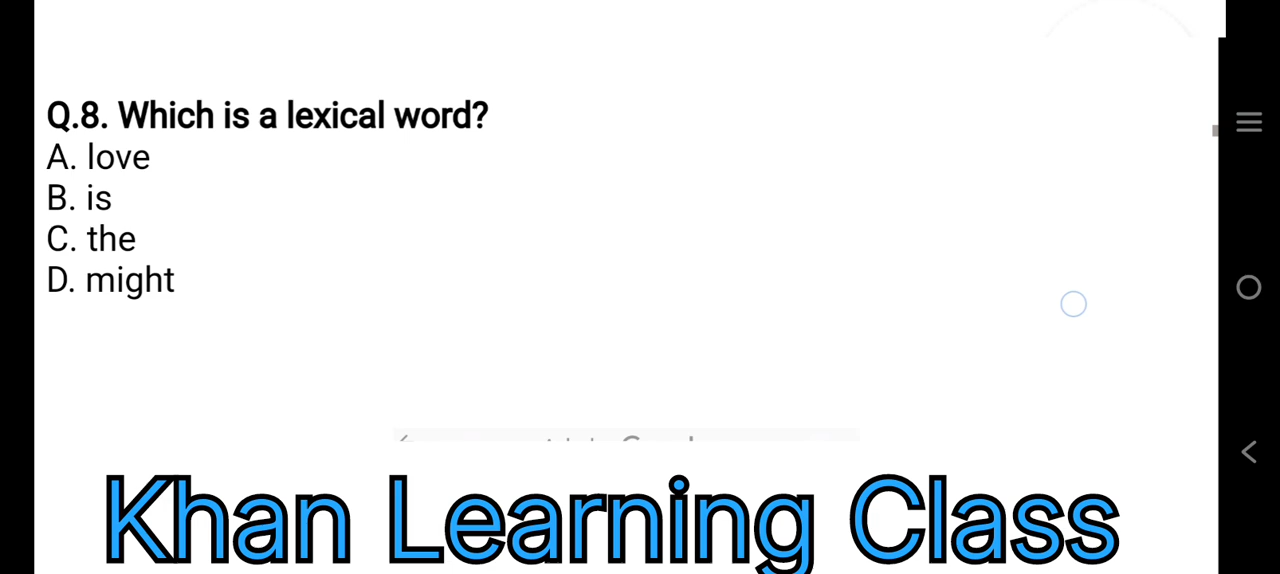 Q.8. Which is a lexical word?
A. love
B. is
C. the
D. might
Khan Learning Class